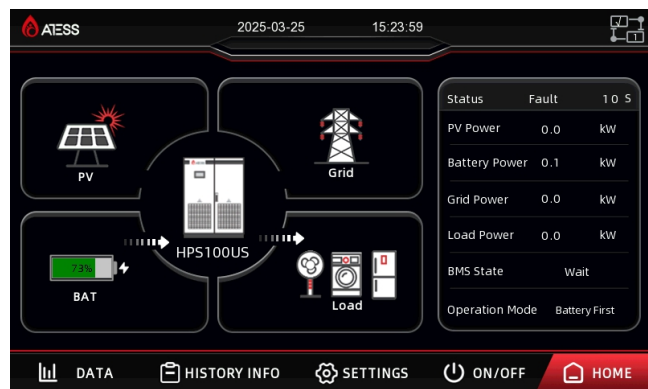 ATESS 2025-03-25 15:23:59
1
Status Fault 10 S
PV Power 0.0 kW
Battery Power 0.1 kW
Grid Power 0.0 kW
Load Power 0.0 kW
BMS State Wait
Operation Mode Battery First
PV
Grid
HPS100US
73%
BAT
Load
DATA HISTORY INFO SETTINGS ON/OFF HOME